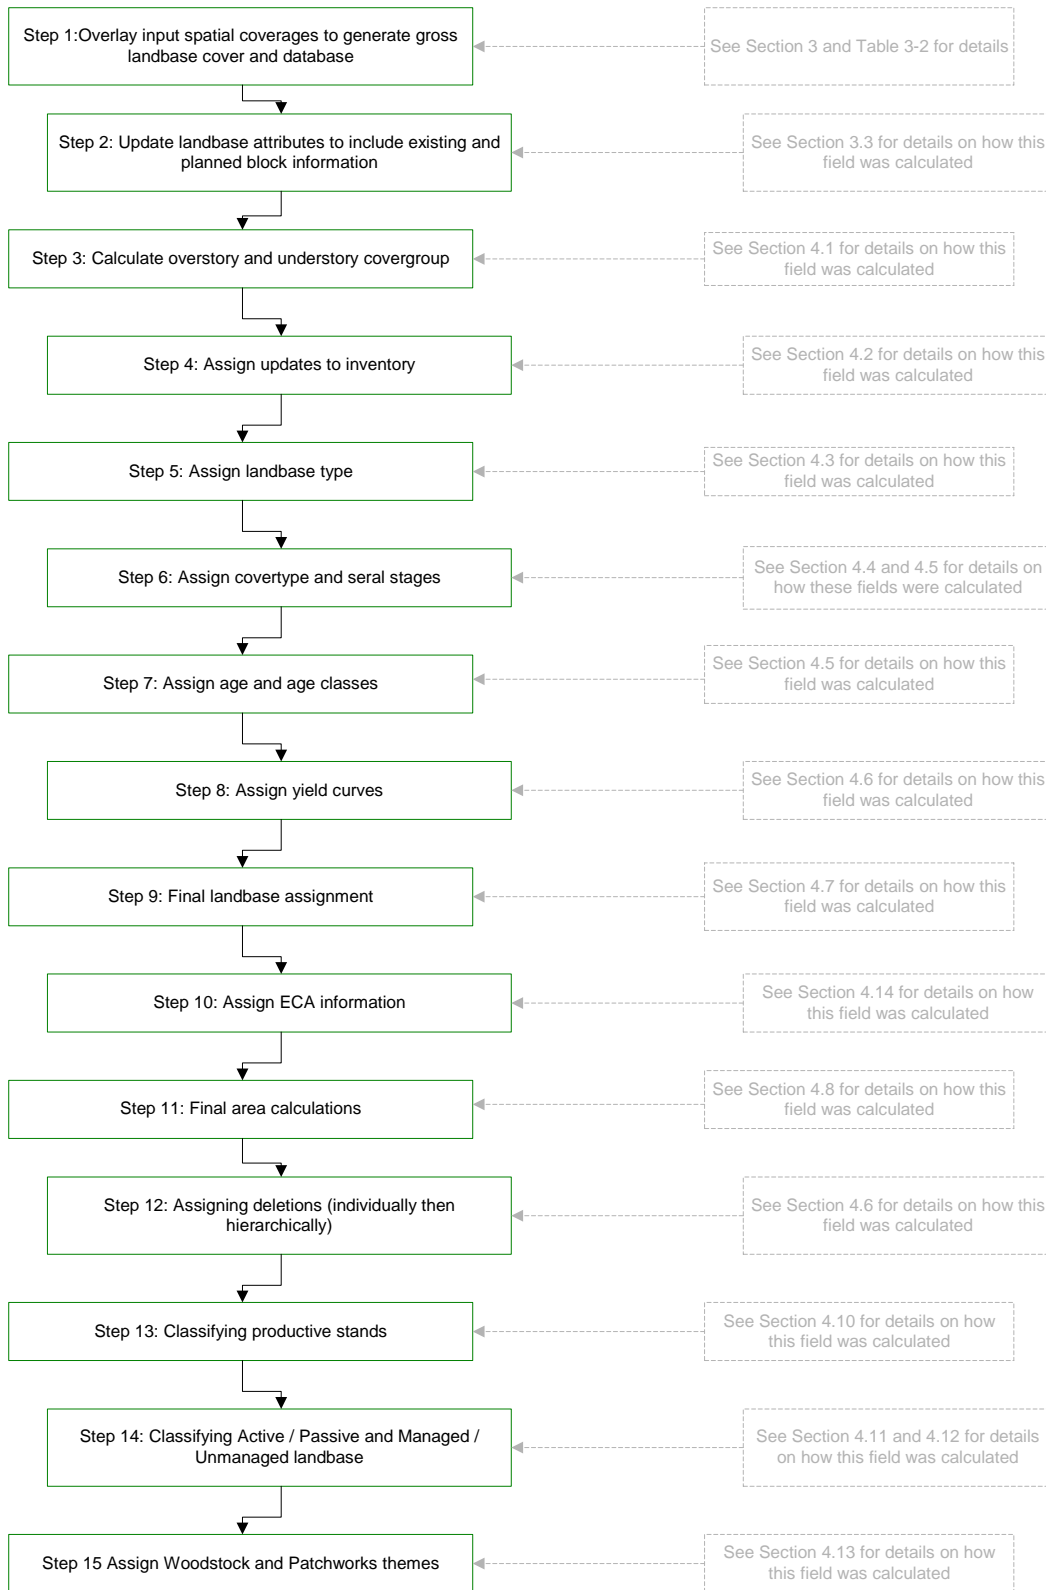 Step 1:Overlay input spatial coverages to generate gross
landbase cover and database
See Section 3 and Table 3-2 for details
Step 2: Update landbase attributes to include existing and
planned block information
See Section 3.3 for details on how this
field was calculated
Step 3: Calculate overstory and understory covergroup
See Section 4.1 for details on how this
field was calculated
Step 4: Assign updates to inventory
See Section 4.2 for details on how this
field was calculated
Step 5: Assign landbase type
See Section 4.3 for details on how this
field was calculated
Step 6: Assign covertype and seral stages
See Section 4.4 and 4.5 for details on
how these fields were calculated
Step 7: Assign age and age classes
See Section 4.5 for details on how this
field was calculated
Step 8: Assign yield curves
See Section 4.6 for details on how this
field was calculated
Step 9: Final landbase assignment
See Section 4.7 for details on how this
field was calculated
Step 10: Assign ECA information
See Section 4.14 for details on how
this field was calculated
Step 11: Final area calculations
See Section 4.8 for details on how this
field was calculated
Step 12: Assigning deletions (individually then
hierarchically)
See Section 4.6 for details on how this
field was calculated
Step 13: Classifying productive stands
See Section 4.10 for details on how
this field was calculated
Step 14: Classifying Active / Passive and Managed /
Unmanaged landbase
See Section 4.11 and 4.12 for details
on how this field was calculated
Step 15 Assign Woodstock and Patchworks themes
See Section 4.13 for details on how
this field was calculated